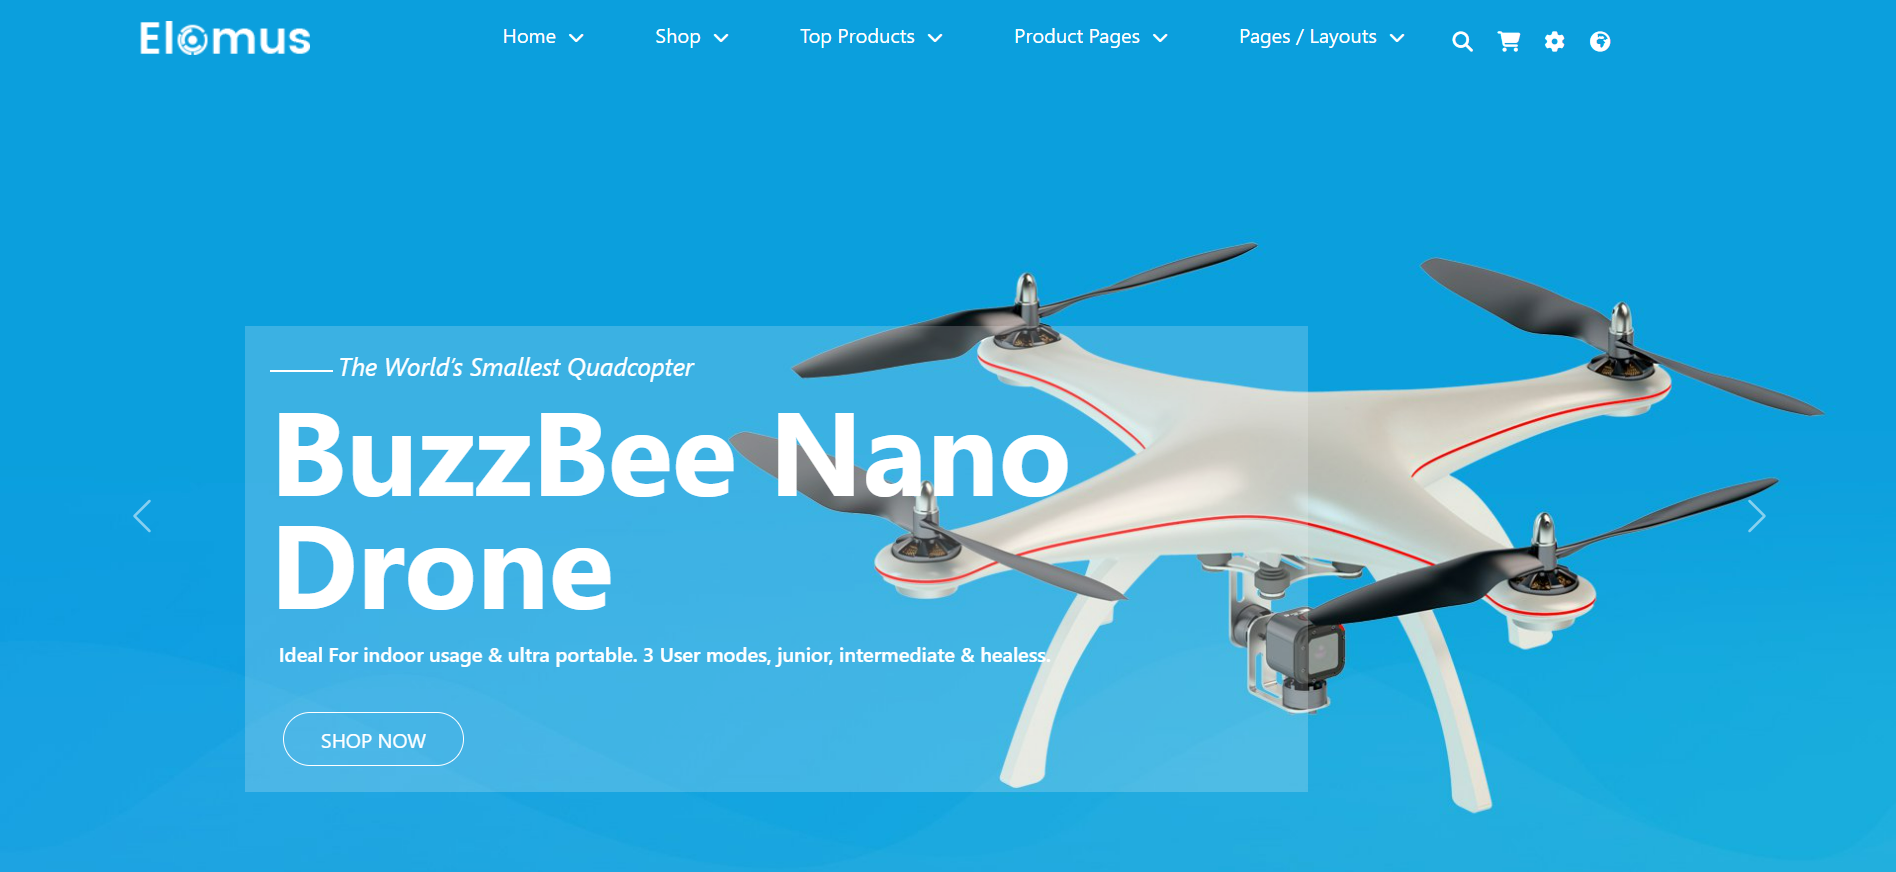 Elomus
Home
Shop
Top Products
Product Pages
Pages / Layouts
The World's Smallest Quadcopter
BuzzBee Nano
Drone
Ideal For indoor usage & ultra portable. 3 User modes, junior, intermediate & healess.
SHOP NOW